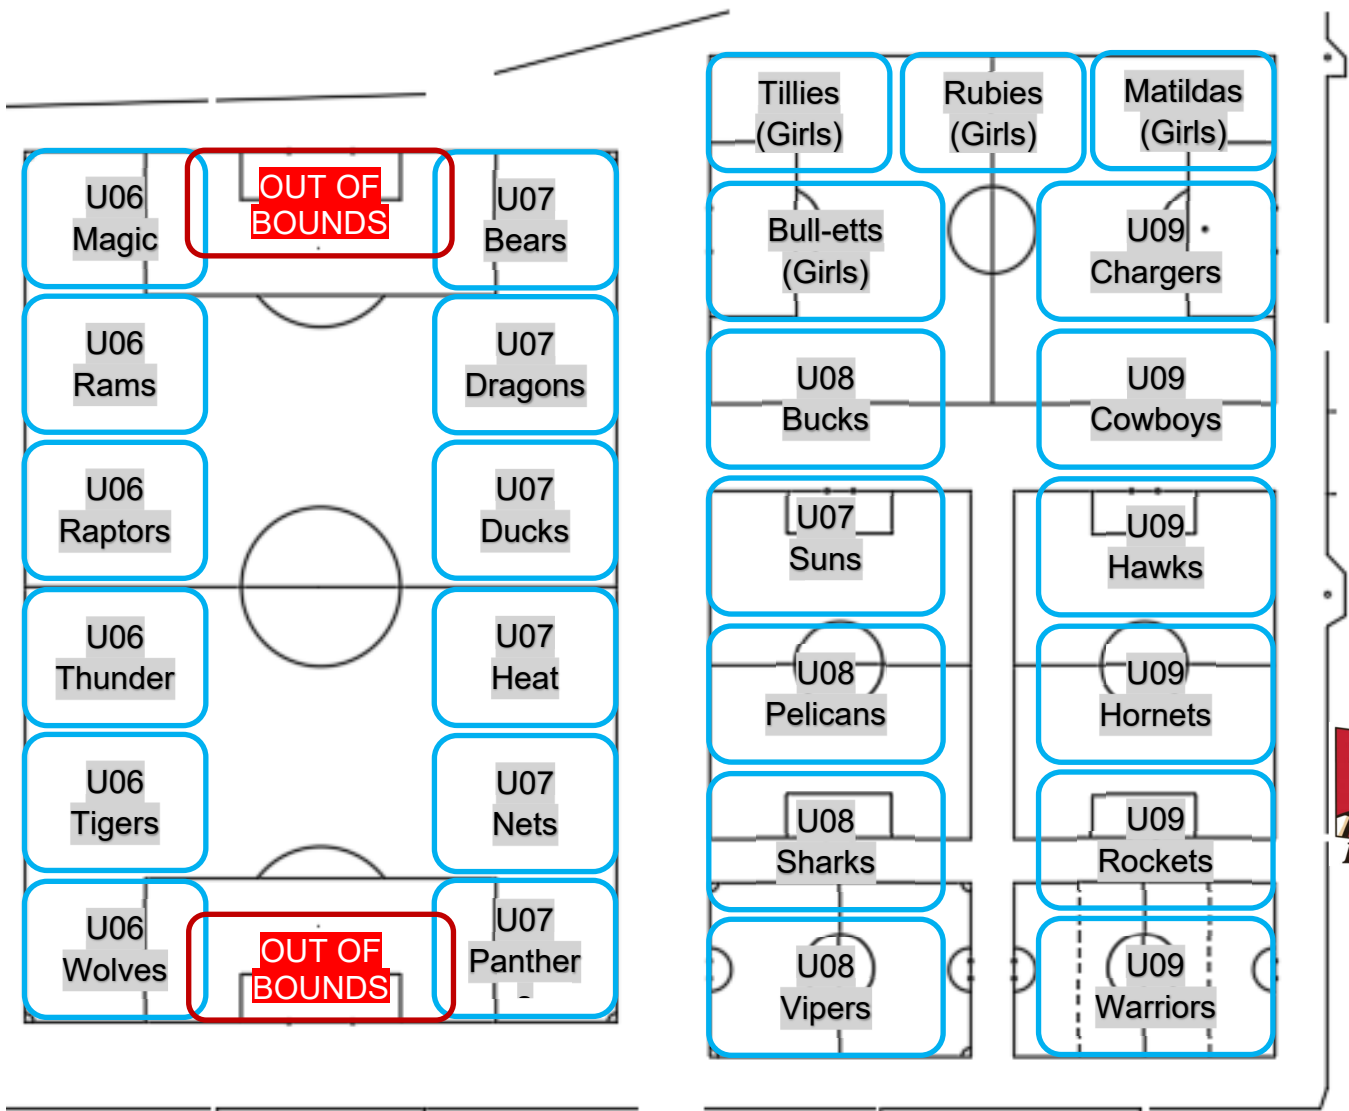 Tillies
(Girls)
Rubies
(Girls)
Matildas
(Girls)
U06
Magic
OUT OF
BOUNDS
U07
Bears
Bull-etts
(Girls)
U09
Chargers
U06
Rams
U07
Dragons
U08
Bucks
U09
Cowboys
U06
Raptors
U07
Ducks
U07
Suns
U09
Hawks
U06
Thunder
U07
Heat
U08
Pelicans
U09
Hornets
U06
Tigers
U07
Nets
U08
Sharks
U09
Rockets
U06
Wolves
OUT OF
BOUNDS
U07
Panther
U08
Vipers
U09
Warriors